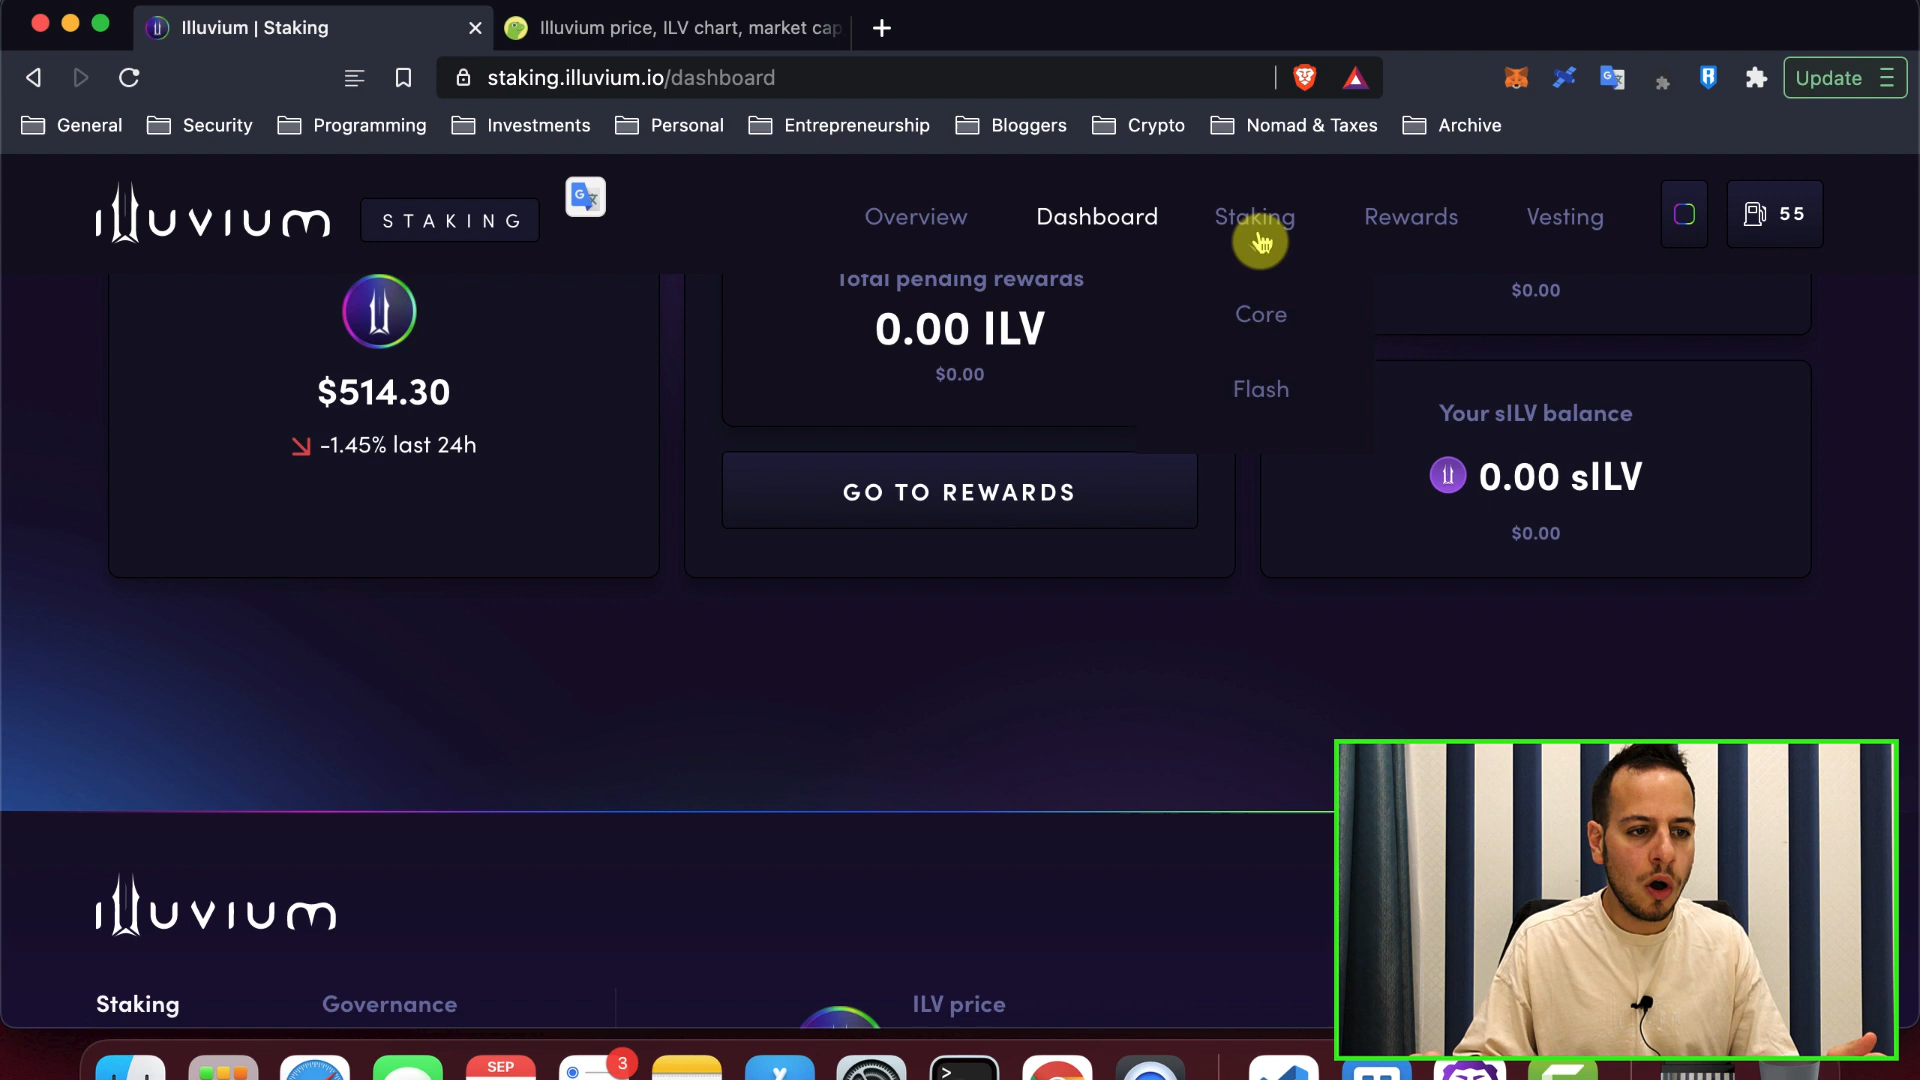 Illuvium | Staking
Illuvium price, ILV chart, market cap
staking.illuvium.io/dashboard
Update
General
Security
Programming
Investments
Personal
Entrepreneurship
Bloggers
Crypto
Nomad & Taxes
Archive
illuvium
STAKING
Overview
Dashboard
Staking
Rewards
Vesting
55
Core
Flash
$514.30
-1.45% last 24h
Total pending rewards
0.00 ILV
$0.00
GO TO REWARDS
$0.00
Your sILV balance
0.00 sILV
$0.00
illuvium
Staking
Governance
ILV price
SEP
3